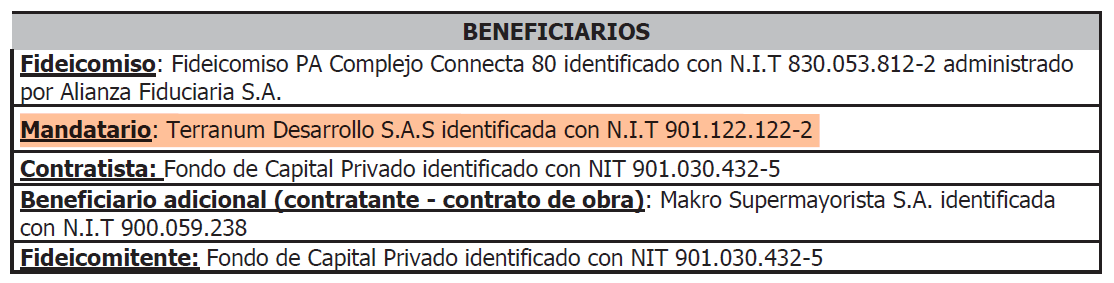 BENEFICIARIOS
Fideicomiso: Fideicomiso PA Complejo Connecta 80 identificado con N.I.T 830.053.812-2 administrado
por Alianza Fiduciaria S.A.
Mandatario: Terranum Desarrollo S.A.S identificada con N.I.T 901.122.122-2
Contratista: Fondo de Capital Privado identificado con NIT 901.030.432-5
Beneficiario adicional (contratante - contrato de obra): Makro Supermayorista S.A. identificada
con N.I.T 900.059.238
Fideicomitente: Fondo de Capital Privado identificado con NIT 901.030.432-5